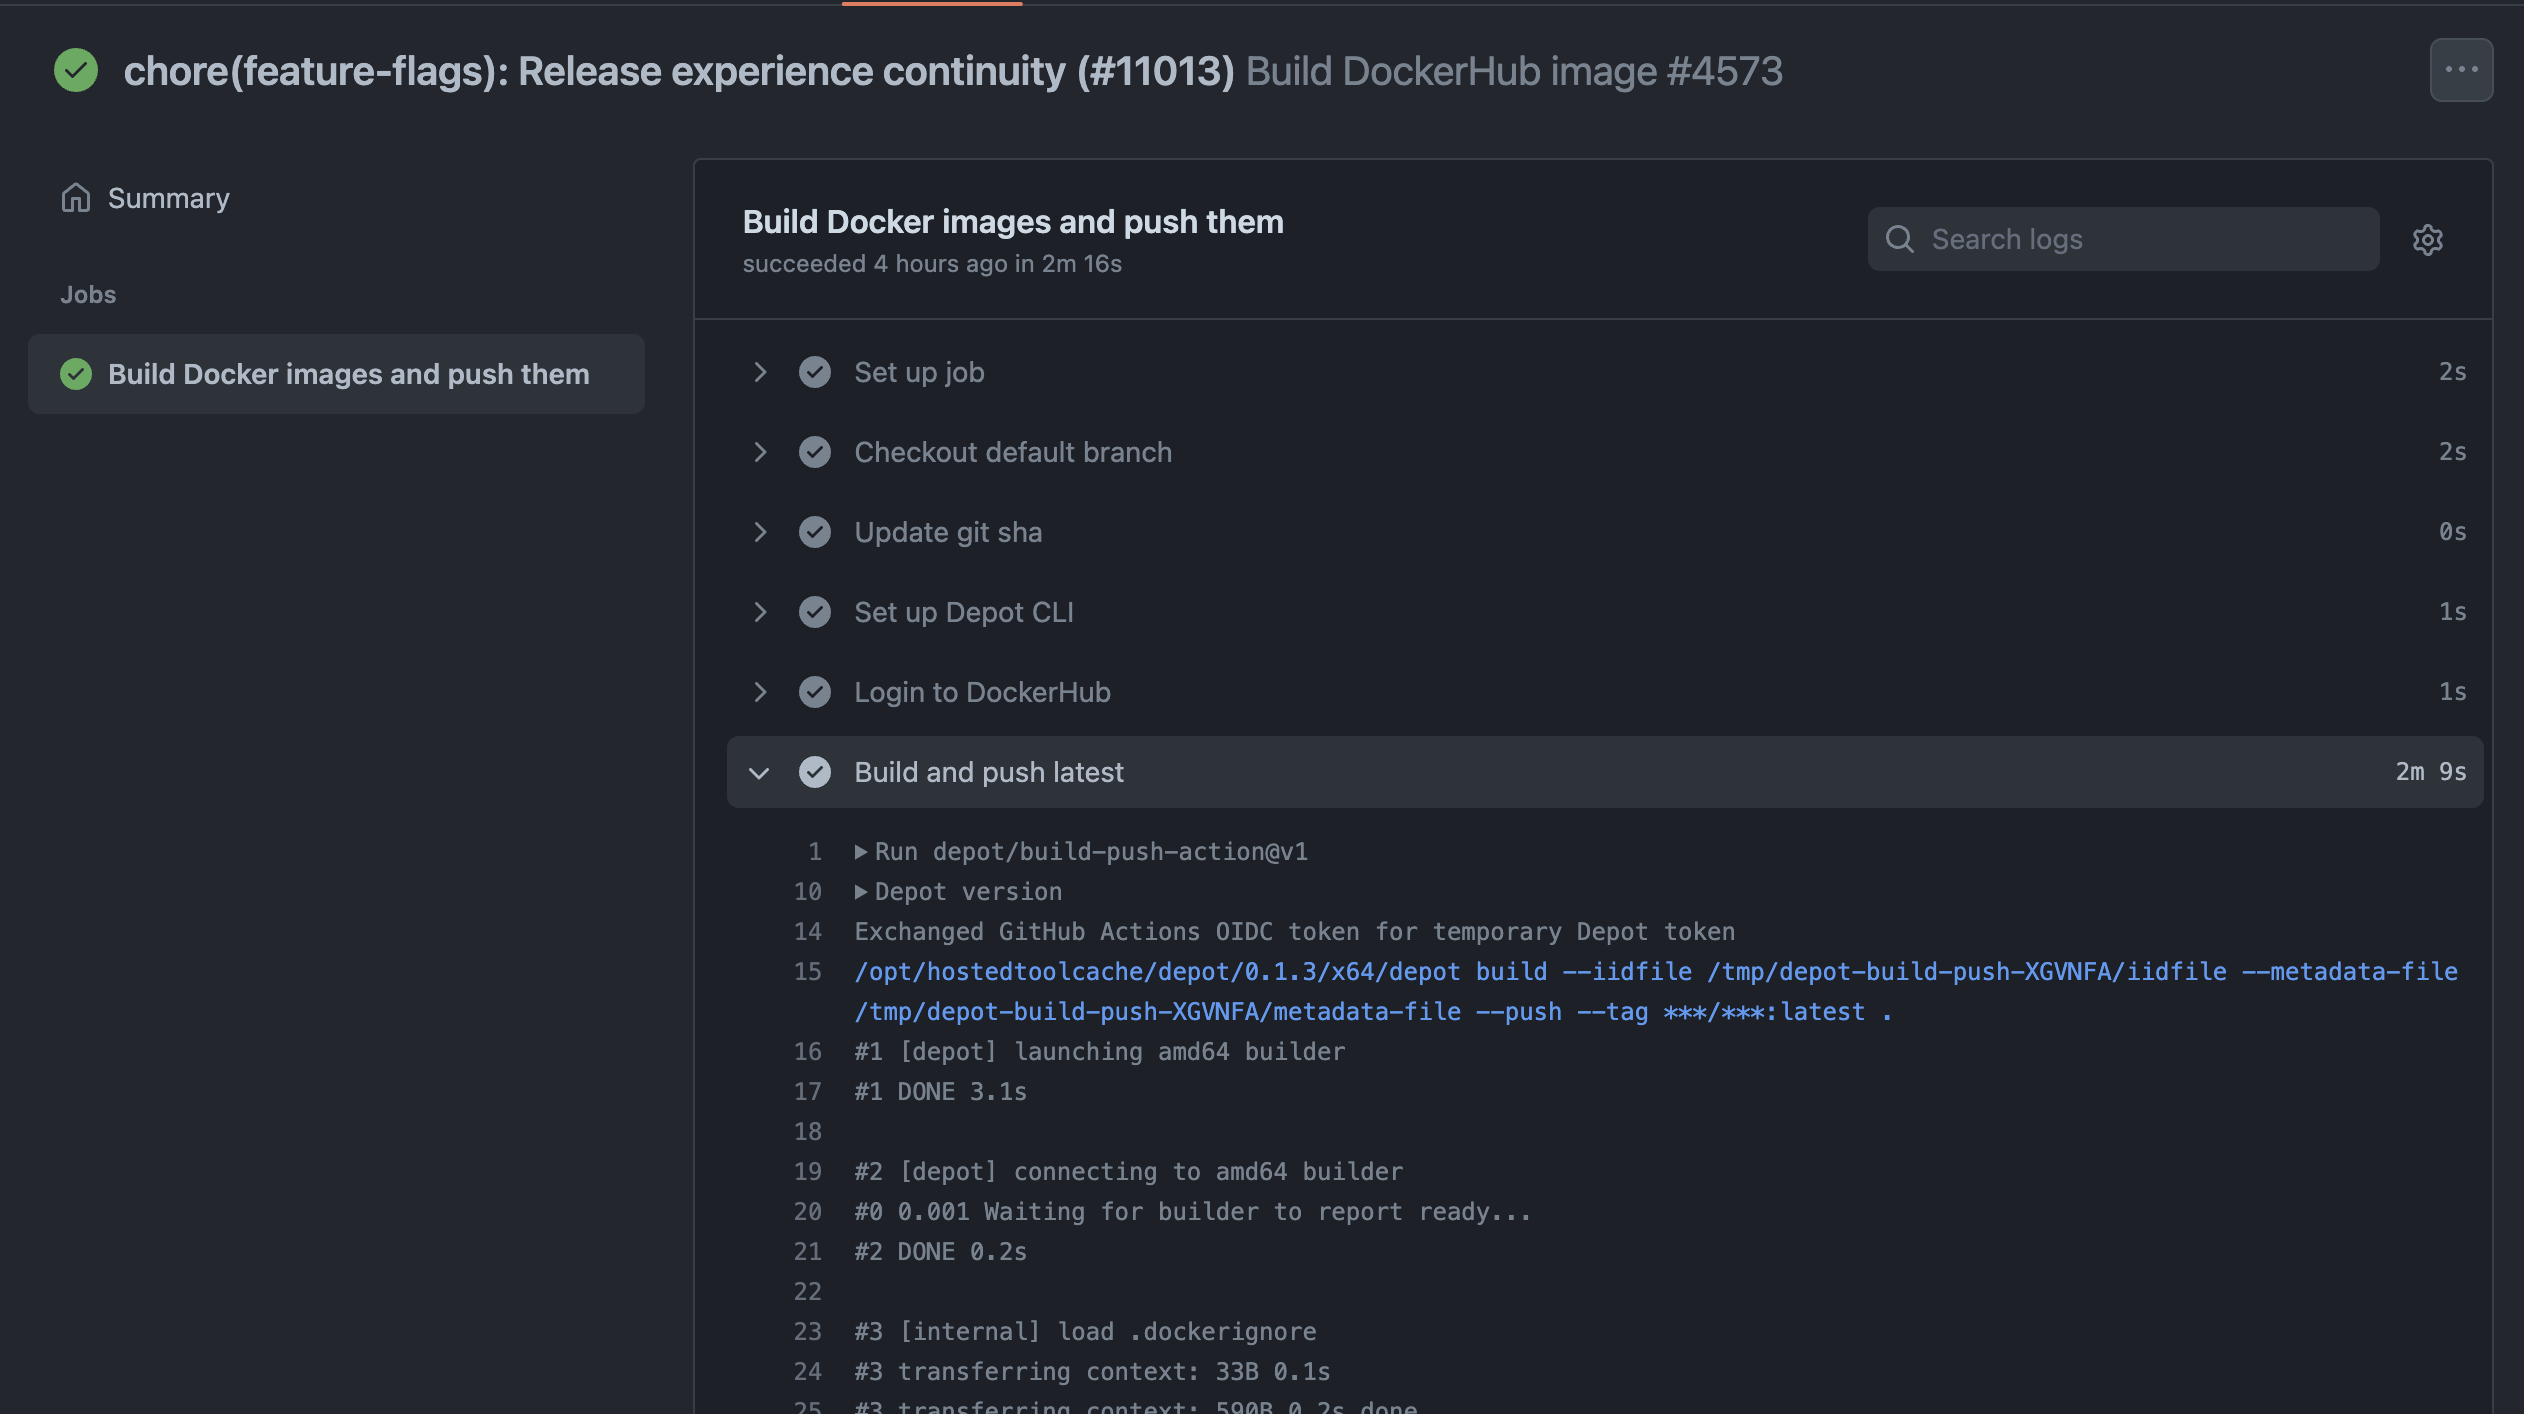 chore(feature-flags): Release experience continuity (#11013) Build DockerHub image #4573
Summary
Jobs
Build Docker images and push them
Build Docker images and push them
succeeded 4 hours ago in 2m 16s
Search logs
Set up job 2s
Checkout default branch 2s
Update git sha 0s
Set up Depot CLI 1s
Login to DockerHub 1s
Build and push latest 2m 9s
1 Run depot/build-push-action@v1
10 Depot version
14 Exchanged GitHub Actions OIDC token for temporary Depot token
15 /opt/hostedtoolcache/depot/0.1.3/x64/depot build --iidfile /tmp/depot-build-push-XGVNFA/iidfile --metadata-file
/tmp/depot-build-push-XGVNFA/metadata-file --push --tag ***/***:latest .
16 #1 [depot] launching amd64 builder
17 #1 DONE 3.1s
18
19 #2 [depot] connecting to amd64 builder
20 #0 0.001 Waiting for builder to report ready...
21 #2 DONE 0.2s
22
23 #3 [internal] load .dockerignore
24 #3 transferring context: 33B 0.1s
25 #3 transferring context: 590B 0.2s done